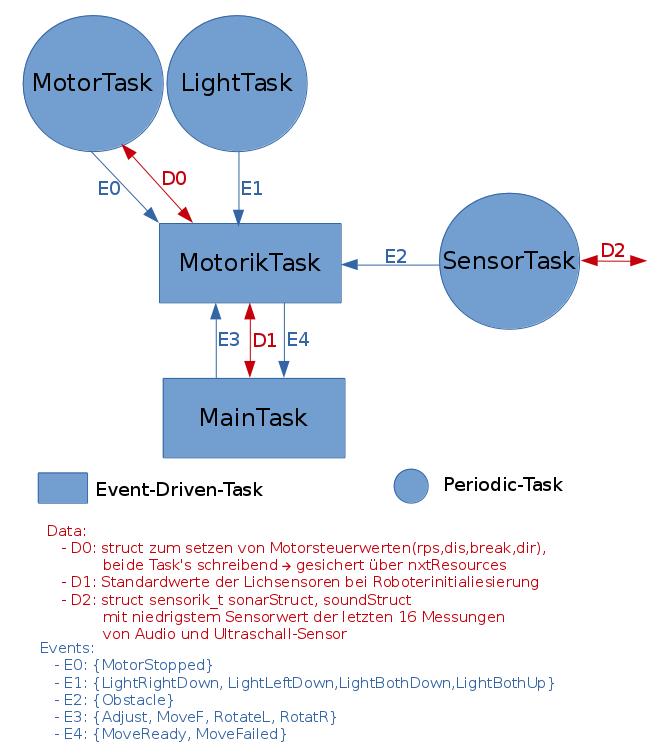 MotorTask
LightTask
E0
D0
E1
MotorikTask
E2
SensorTask
D2
E3
D1
E4
MainTask
Event-Driven-Task
Periodic-Task
Data:
- D0: struct zum setzen von Motorsteuerwerten(rps,dis,break,dir),
beide Task's schreibend → gesichert über nxtResources
- D1: Standardwerte der Lichsensoren bei Roboterinitialiesierung
- D2: struct sensorik_t sonarStruct, soundStruct
mit niedrigstem Sensorwert der letzten 16 Messungen
von Audio und Ultraschall-Sensor
Events:
- E0: {MotorStopped}
- E1: {LightRightDown, LightLeftDown,LightBothDown,LightBothUp}
- E2: {Obstacle}
- E3: {Adjust, MoveF, RotateL, RotatR}
- E4: {MoveReady, MoveFailed}